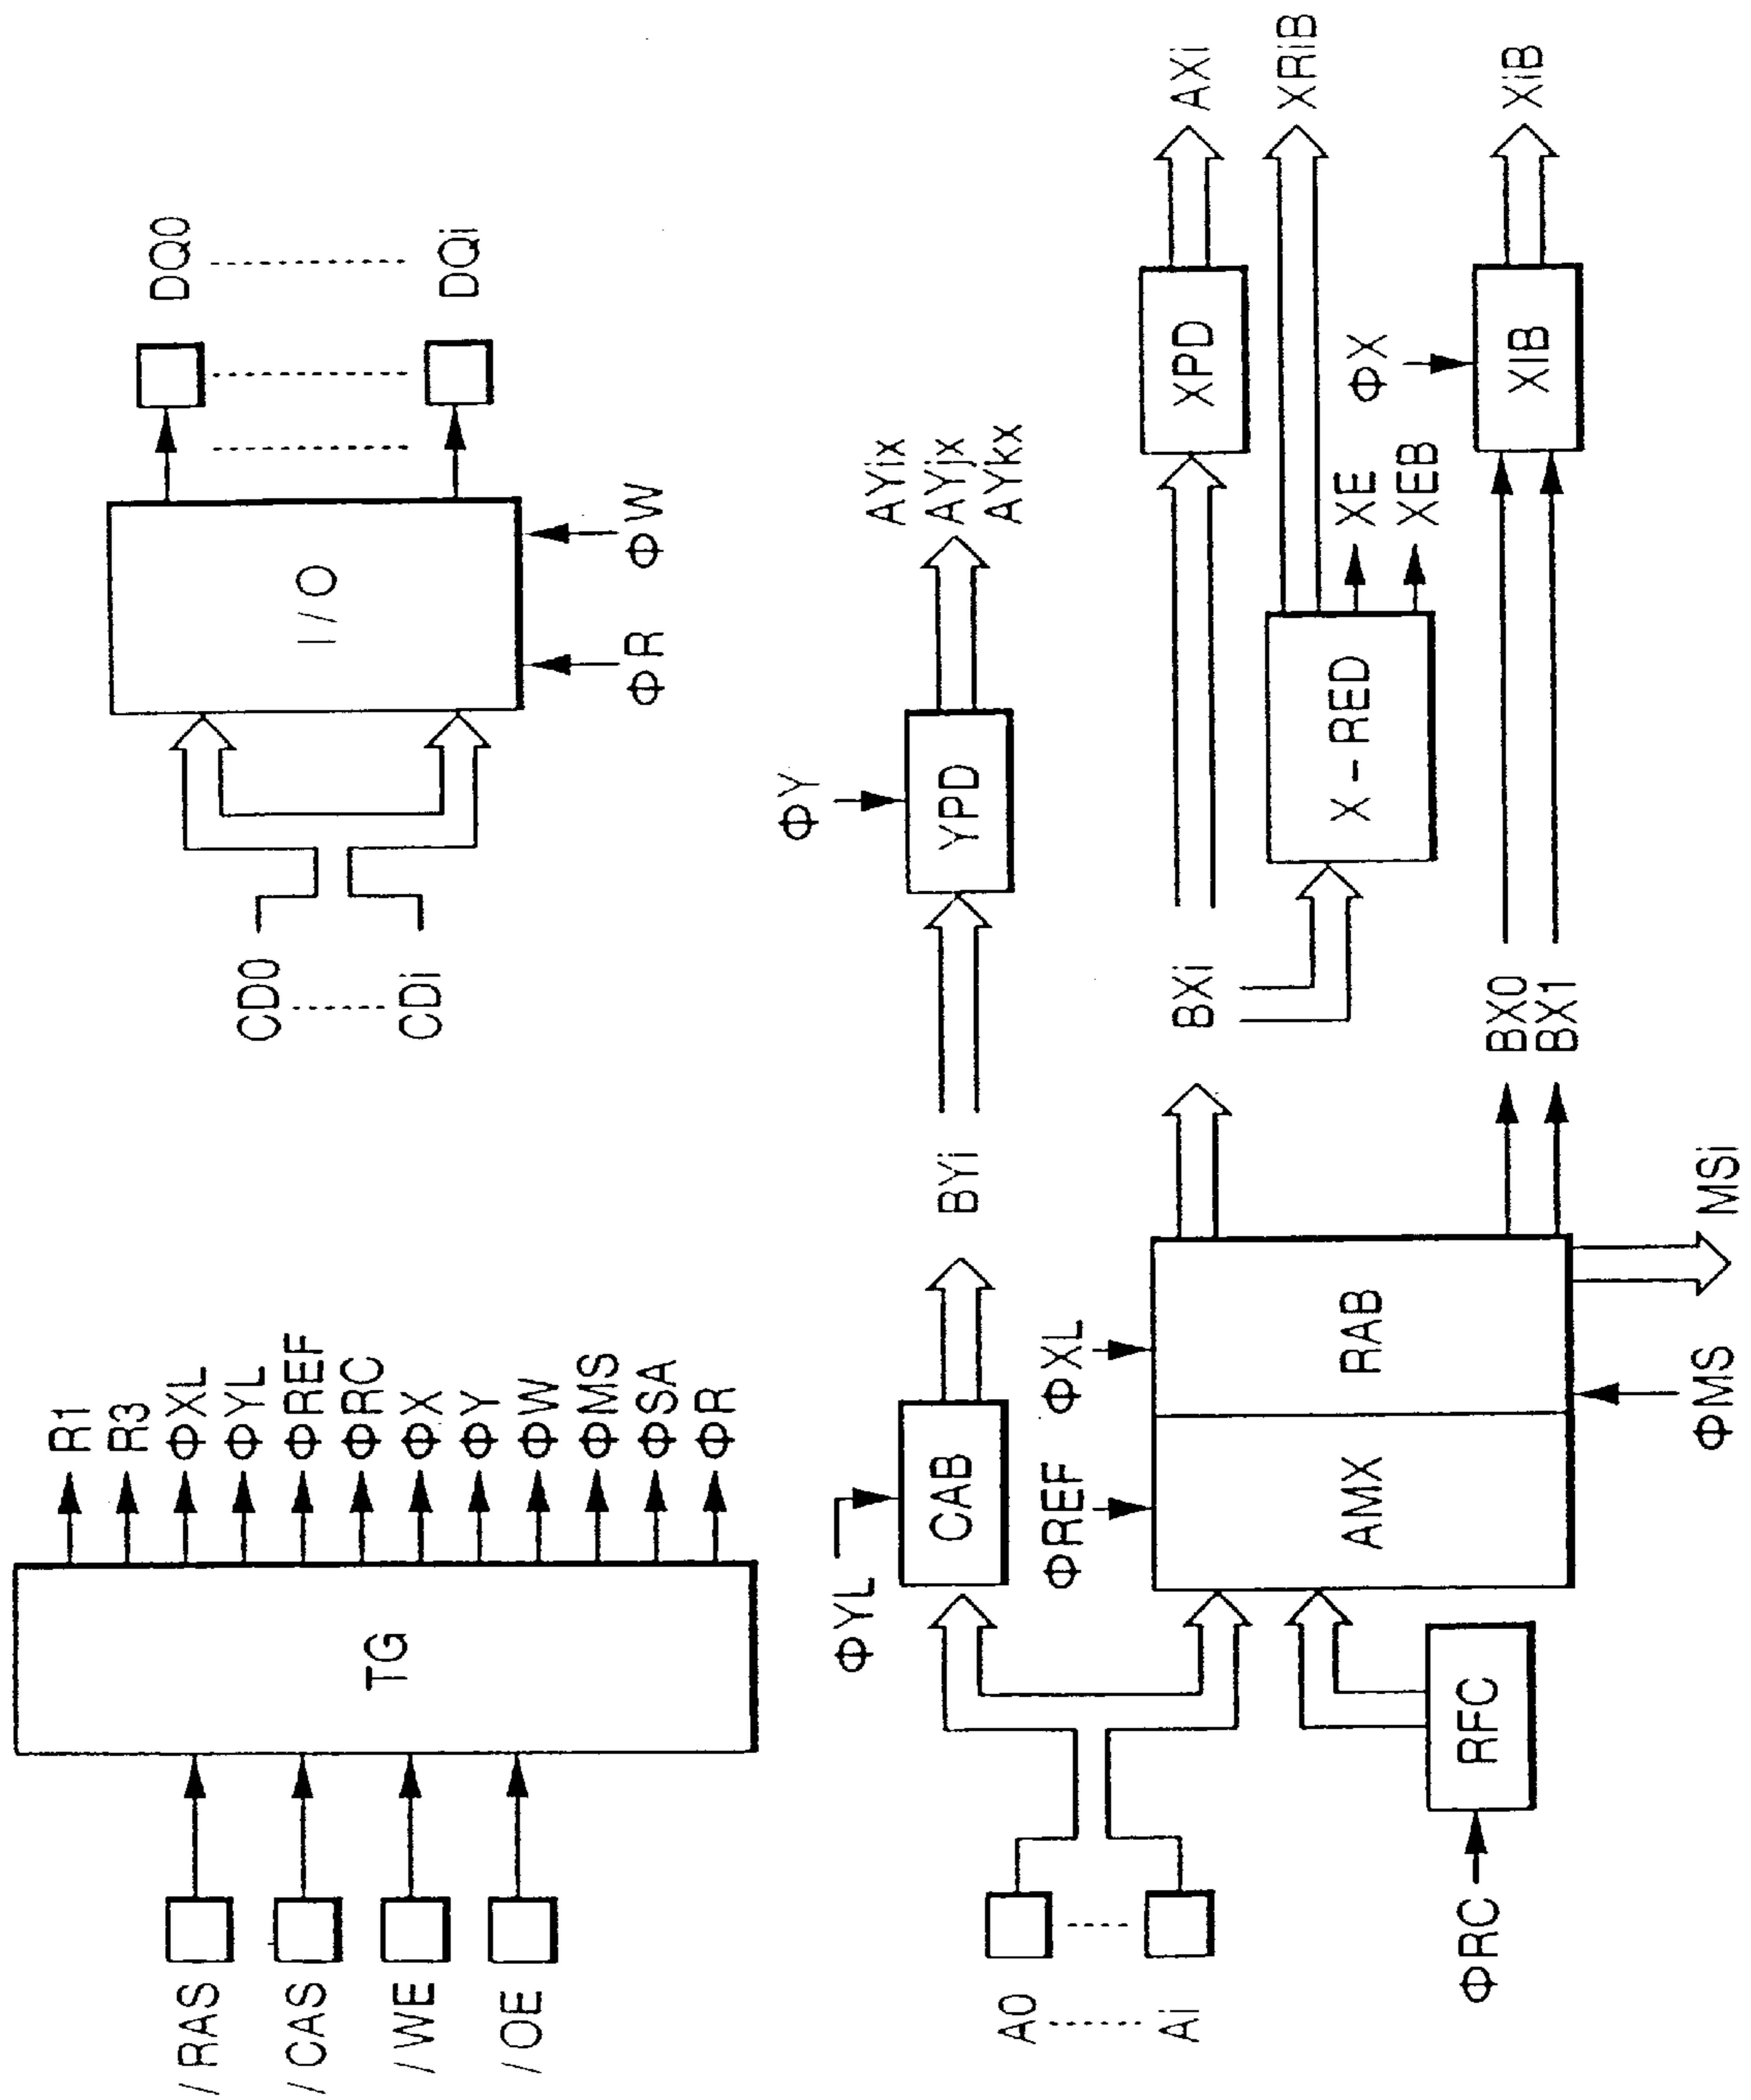 /RAS
/CAS
/WE
/OE
TG
R1
R3
ΦXL
ΦYL
ΦREF
ΦRC
ΦX
ΦY
ΦW
ΦMS
ΦSA
ΦR
CD0
CDi
I/O
ΦR
ΦW
DQ0
DQi
A0
Ai
ΦYL
CAB
BYi
ΦY
YPD
AYix
AYjx
AYkx
ΦREF
ΦXL
AMX
RAB
ΦRC
RFC
ΦMS
MSi
BXi
XPD
AXi
X-RED
XRiB
XE
XEB
BX0
BX1
ΦX
XIB
XiB